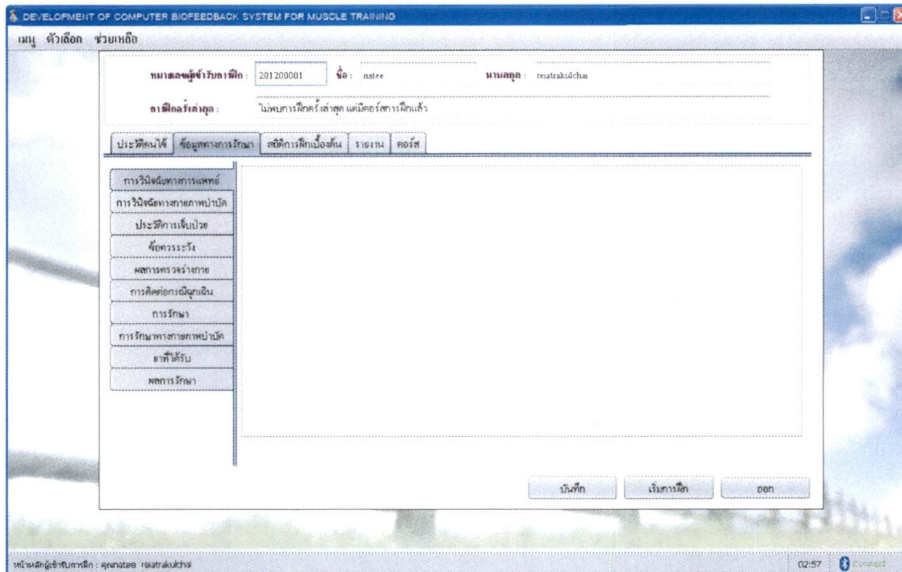 DEVELOPMENT OF COMPUTER BIOFEEDBACK SYSTEM FOR MUSCLE TRAINING
เมนู ตัวเลือก ช่วยเหลือ
หมายเลขผู้เข้ารับการฝึก : 201200001 ชื่อ : natee นามสกุล : reiatrakulchai
การฝึกครั้งล่าสุด : ไม่พบการฝึกครั้งล่าสุด แต่มีคอร์สการฝึกแล้ว
ประวัติคนไข้ ข้อมูลทางการรักษา สถิติการฝึกเบื้องต้น รายงาน คอร์ส
การวินิจฉัยทางการแพทย์
การวินิจฉัยทางกายภาพบำบัด
ประวัติการเจ็บป่วย
ข้อควรระวัง
ผลการตรวจร่างกาย
การติดต่อกรณีฉุกเฉิน
การรักษา
การรักษาทางกายภาพบำบัด
ยาที่ได้รับ
ผลการรักษา
บันทึก เริ่มการฝึก ออก
หน้าหลักผู้เข้ารับการฝึก : คุณnatee reiatrakulchai 02:57 Connect